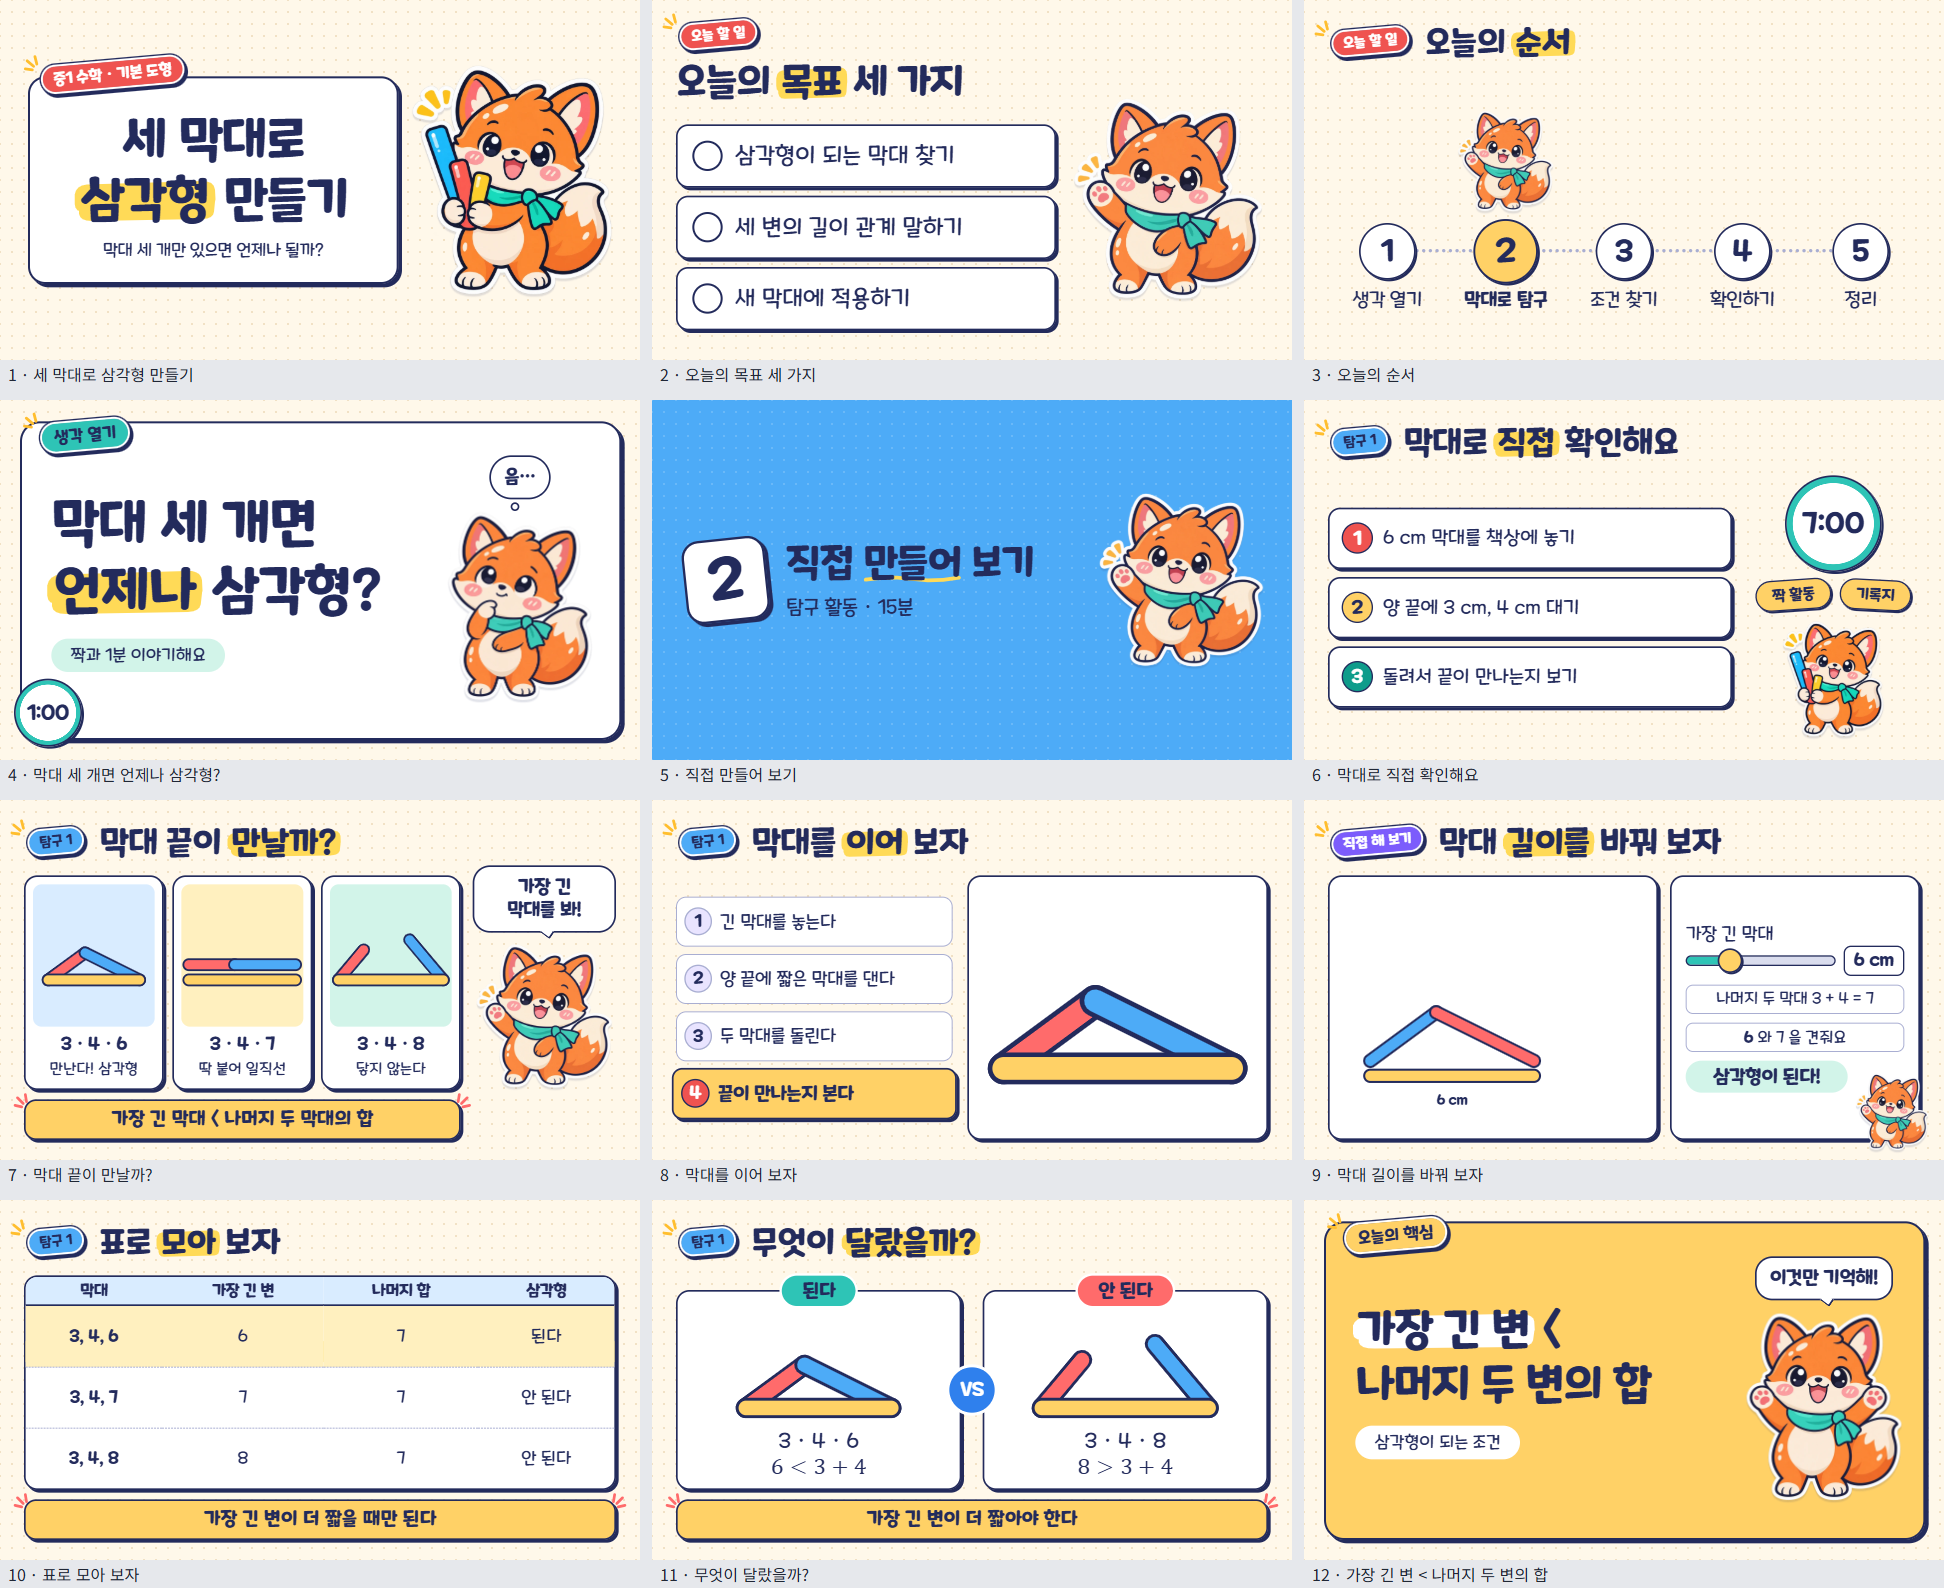 중1 수학 · 기본 도형
세 막대로
삼각형 만들기
막대 세 개만 있으면 언제나 될까?
1 · 세 막대로 삼각형 만들기
오늘 할 일
오늘의 목표 세 가지
삼각형이 되는 막대 찾기
세 변의 길이 관계 말하기
새 막대에 적용하기
2 · 오늘의 목표 세 가지
오늘 할 일
오늘의 순서
1 2 3 4 5
생각 열기 막대로 탐구 조건 찾기 확인하기 정리
3 · 오늘의 순서
생각 열기
음…
막대 세 개면
언제나 삼각형?
짝과 1분 이야기해요
1:00
4 · 막대 세 개면 언제나 삼각형?
2
직접 만들어 보기
탐구 활동 · 15분
5 · 직접 만들어 보기
탐구 1
막대로 직접 확인해요
1 6 cm 막대를 책상에 놓기
2 양 끝에 3 cm, 4 cm 대기
3 돌려서 끝이 만나는지 보기
7:00
짝 활동 기록지
6 · 막대로 직접 확인해요
탐구 1
막대 끝이 만날까?
3 · 4 · 6
만난다! 삼각형
3 · 4 · 7
딱 붙어 일직선
3 · 4 · 8
닿지 않는다
가장 긴
막대를 봐!
가장 긴 막대 < 나머지 두 막대의 합
7 · 막대 끝이 만날까?
탐구 1
막대를 이어 보자
1 긴 막대를 놓는다
2 양 끝에 짧은 막대를 댄다
3 두 막대를 돌린다
4 끝이 만나는지 본다
8 · 막대를 이어 보자
직접 해 보기
막대 길이를 바꿔 보자
6 cm
가장 긴 막대
6 cm
나머지 두 막대 3 + 4 = 7
6 와 7 을 견줘요
삼각형이 된다!
9 · 막대 길이를 바꿔 보자
탐구 1
표로 모아 보자
막대 가장 긴 변 나머지 합 삼각형
3, 4, 6 6 7 된다
3, 4, 7 7 7 안 된다
3, 4, 8 8 7 안 된다
가장 긴 변이 더 짧을 때만 된다
10 · 표로 모아 보자
탐구 1
무엇이 달랐을까?
된다
3 · 4 · 6
6 < 3 + 4
VS
안 된다
3 · 4 · 8
8 > 3 + 4
가장 긴 변이 더 짧아야 한다
11 · 무엇이 달랐을까?
오늘의 핵심
이것만 기억해!
가장 긴 변 <
나머지 두 변의 합
삼각형이 되는 조건
12 · 가장 긴 변 < 나머지 두 변의 합